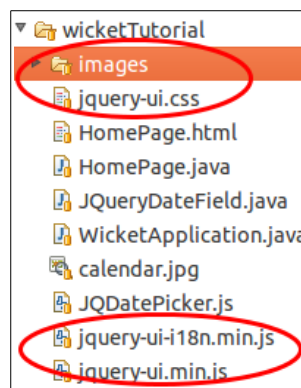 wicketTutorial
images
jquery-ui.css
HomePage.html
HomePage.java
JQueryDateField.java
WicketApplication.java
calendar.jpg
JQDatePicker.js
jquery-ui-i18n.min.js
jquery-ui.min.js